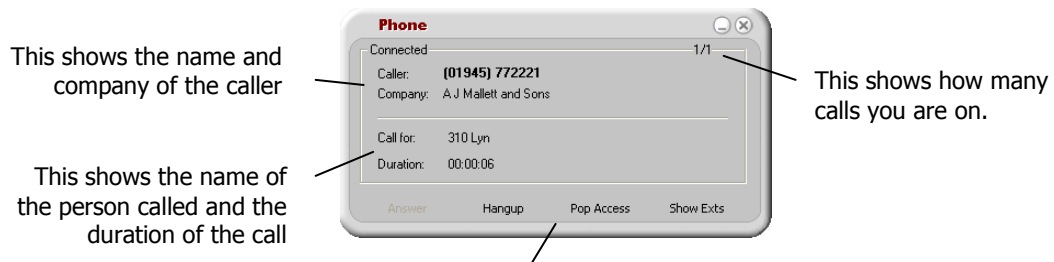 This shows the name and
company of the caller
This shows the name of
the person called and the
duration of the call
Phone
Connected 1/1
Caller: (01945) 772221
Company: A J Mallett and Sons
Call for: 310 Lyn
Duration: 00:00:06
Answer Hangup Pop Access Show Exts
This shows how many
calls you are on.